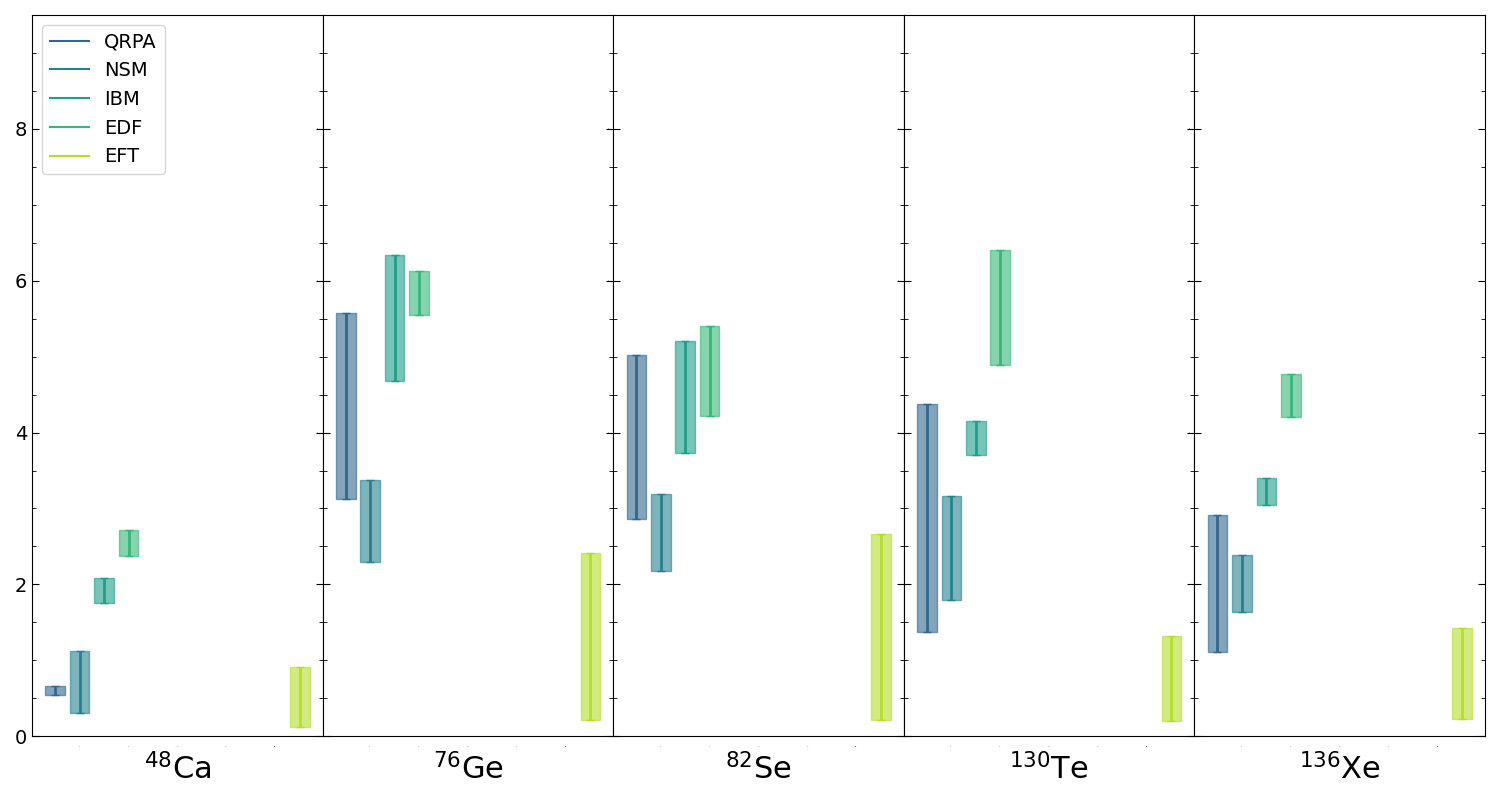 QRPA
NSM
IBM
EDF
EFT
8
6
4
2
0
⁴⁸Ca ⁷⁶Ge ⁸²Se ¹³⁰Te ¹³⁶Xe